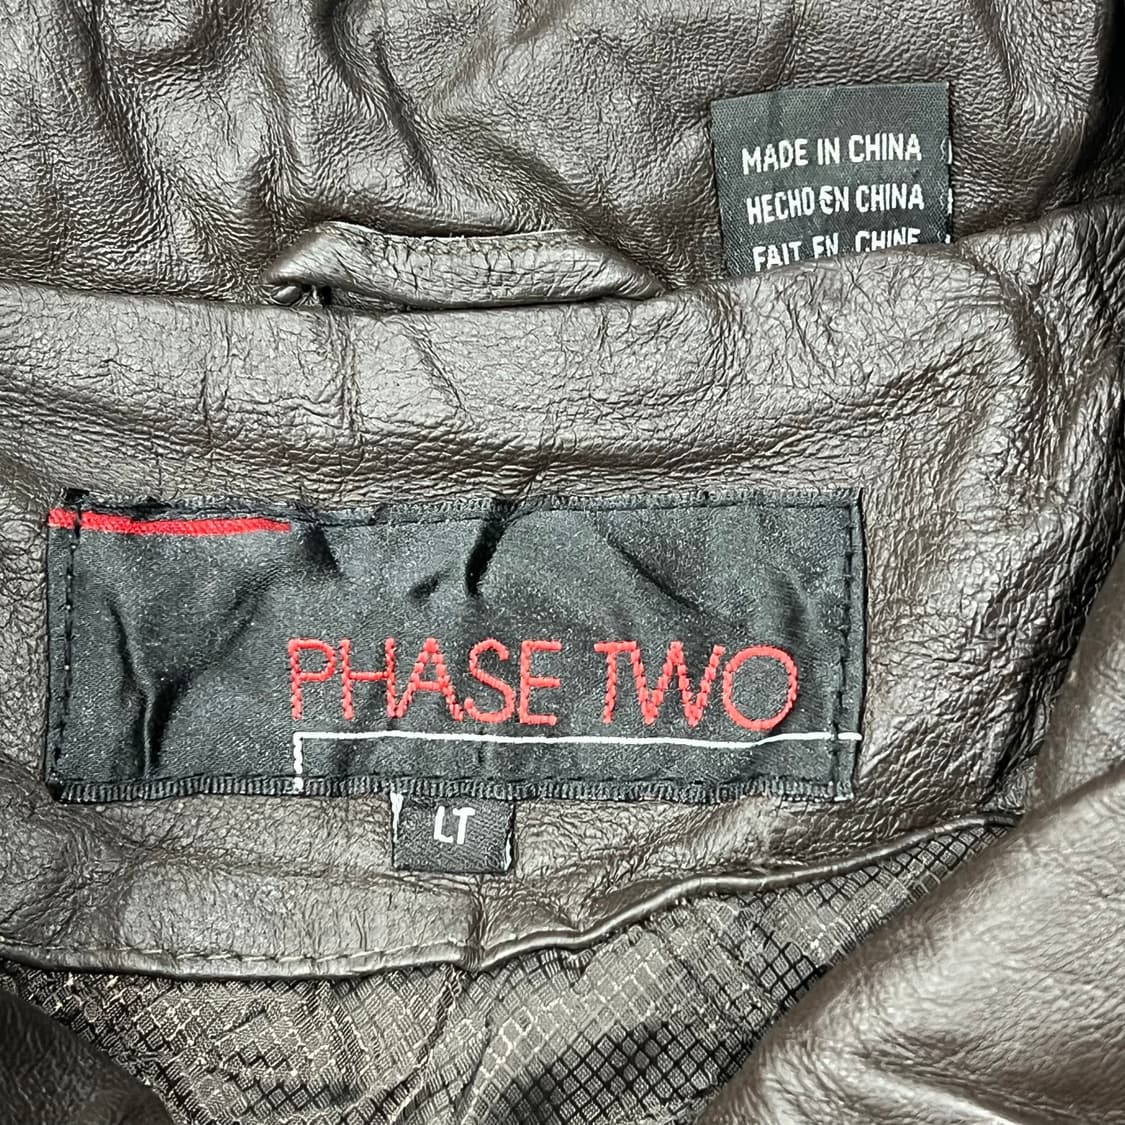 MADE IN CHINA
HECHO EN CHINA
FAIT EN CHINE
PHASE TWO
LT